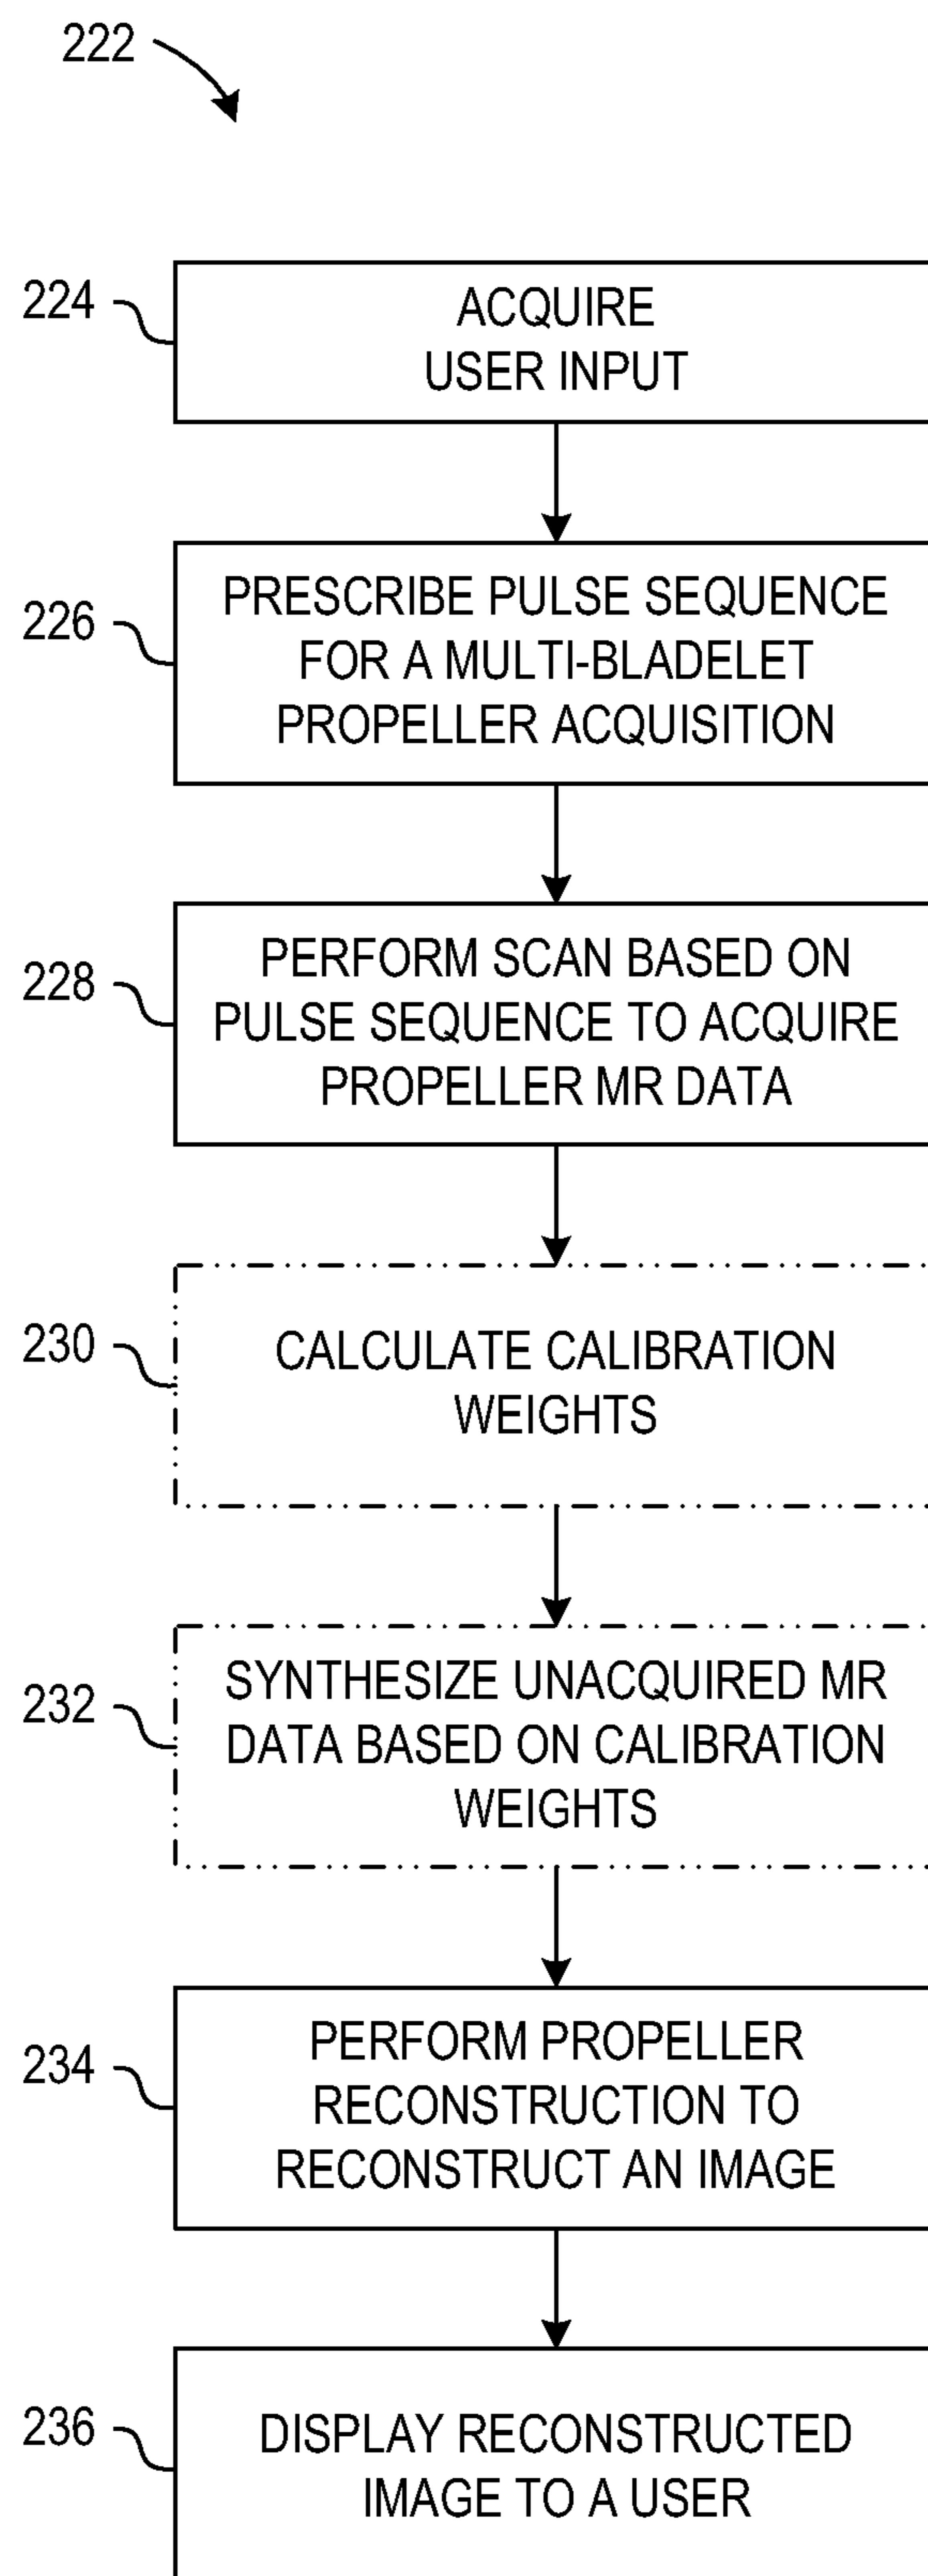 222
224
ACQUIRE
USER INPUT
226
PRESCRIBE PULSE SEQUENCE
FOR A MULTI-BLADELET
PROPELLER ACQUISITION
228
PERFORM SCAN BASED ON
PULSE SEQUENCE TO ACQUIRE
PROPELLER MR DATA
230
CALCULATE CALIBRATION
WEIGHTS
232
SYNTHESIZE UNACQUIRED MR
DATA BASED ON CALIBRATION
WEIGHTS
234
PERFORM PROPELLER
RECONSTRUCTION TO
RECONSTRUCT AN IMAGE
236
DISPLAY RECONSTRUCTED
IMAGE TO A USER